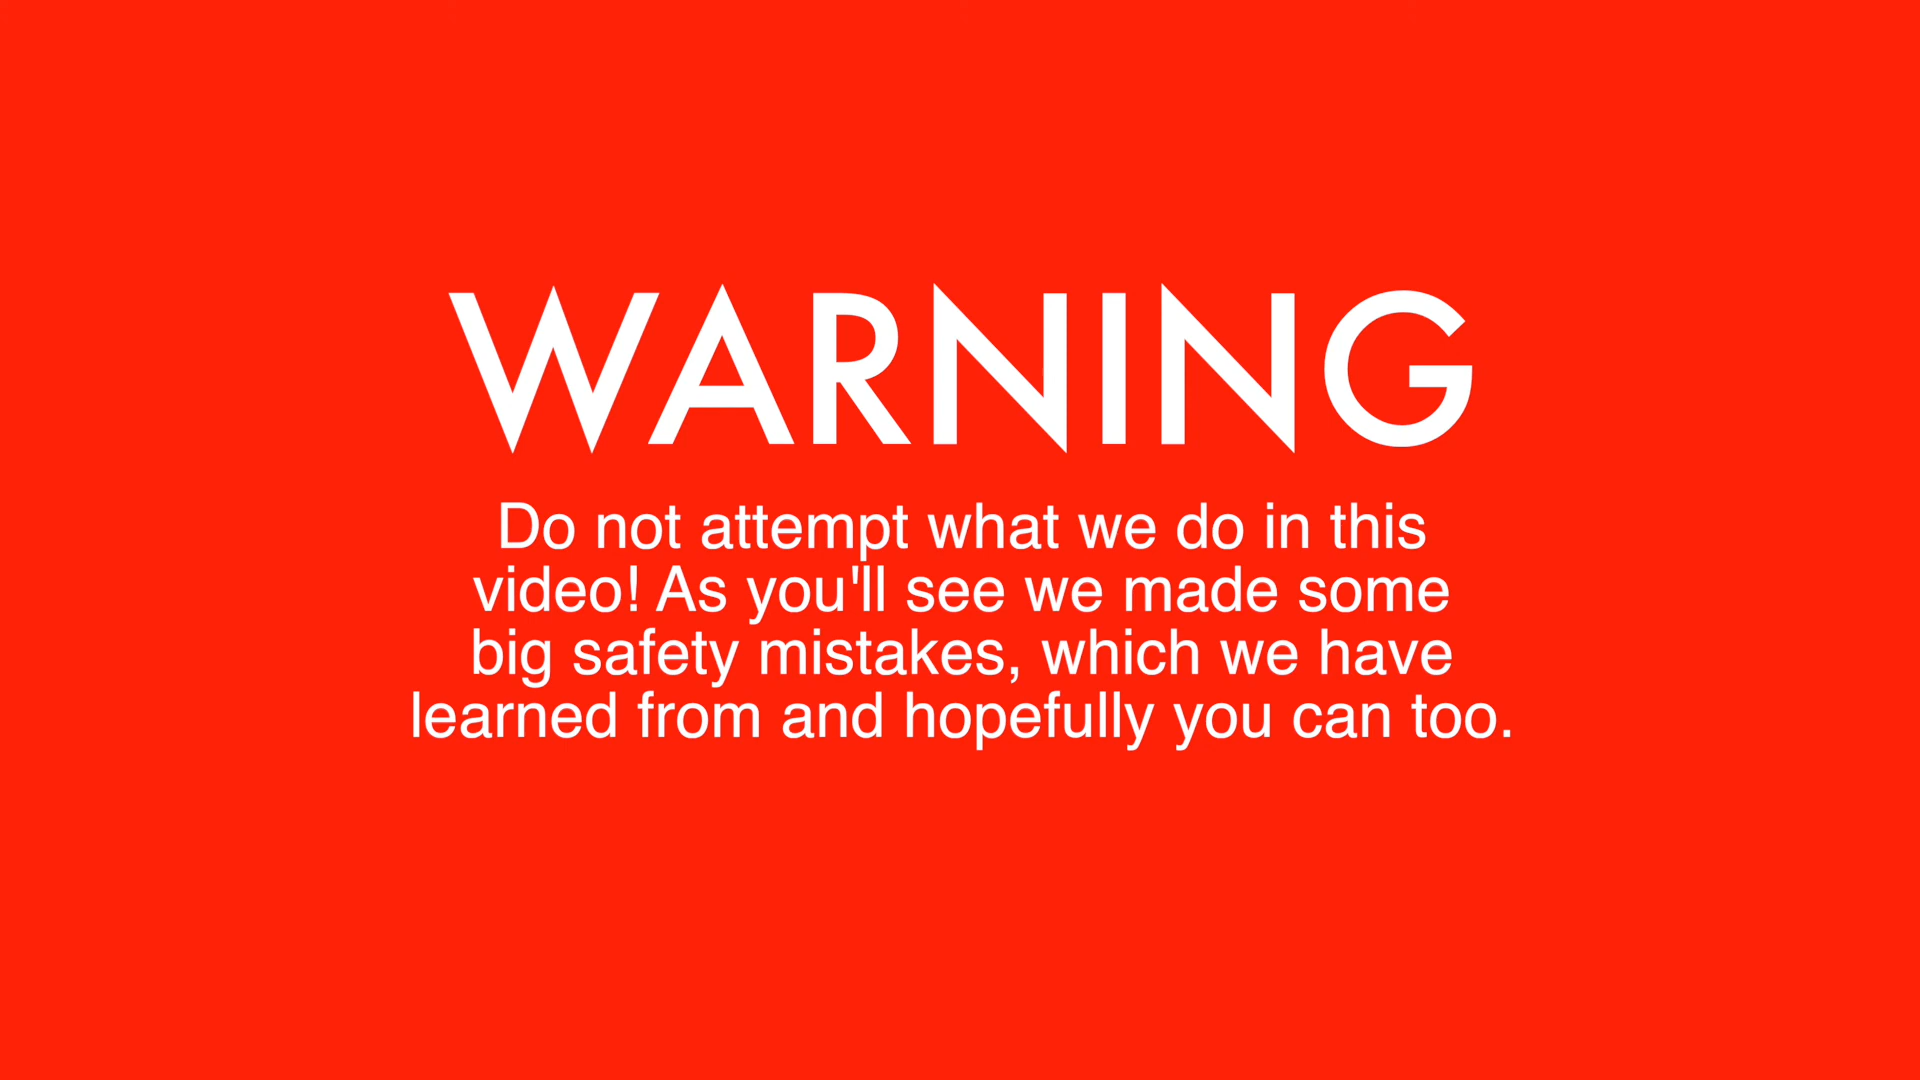 WARNING
Do not attempt what we do in this
video! As you'll see we made some
big safety mistakes, which we have
learned from and hopefully you can too.